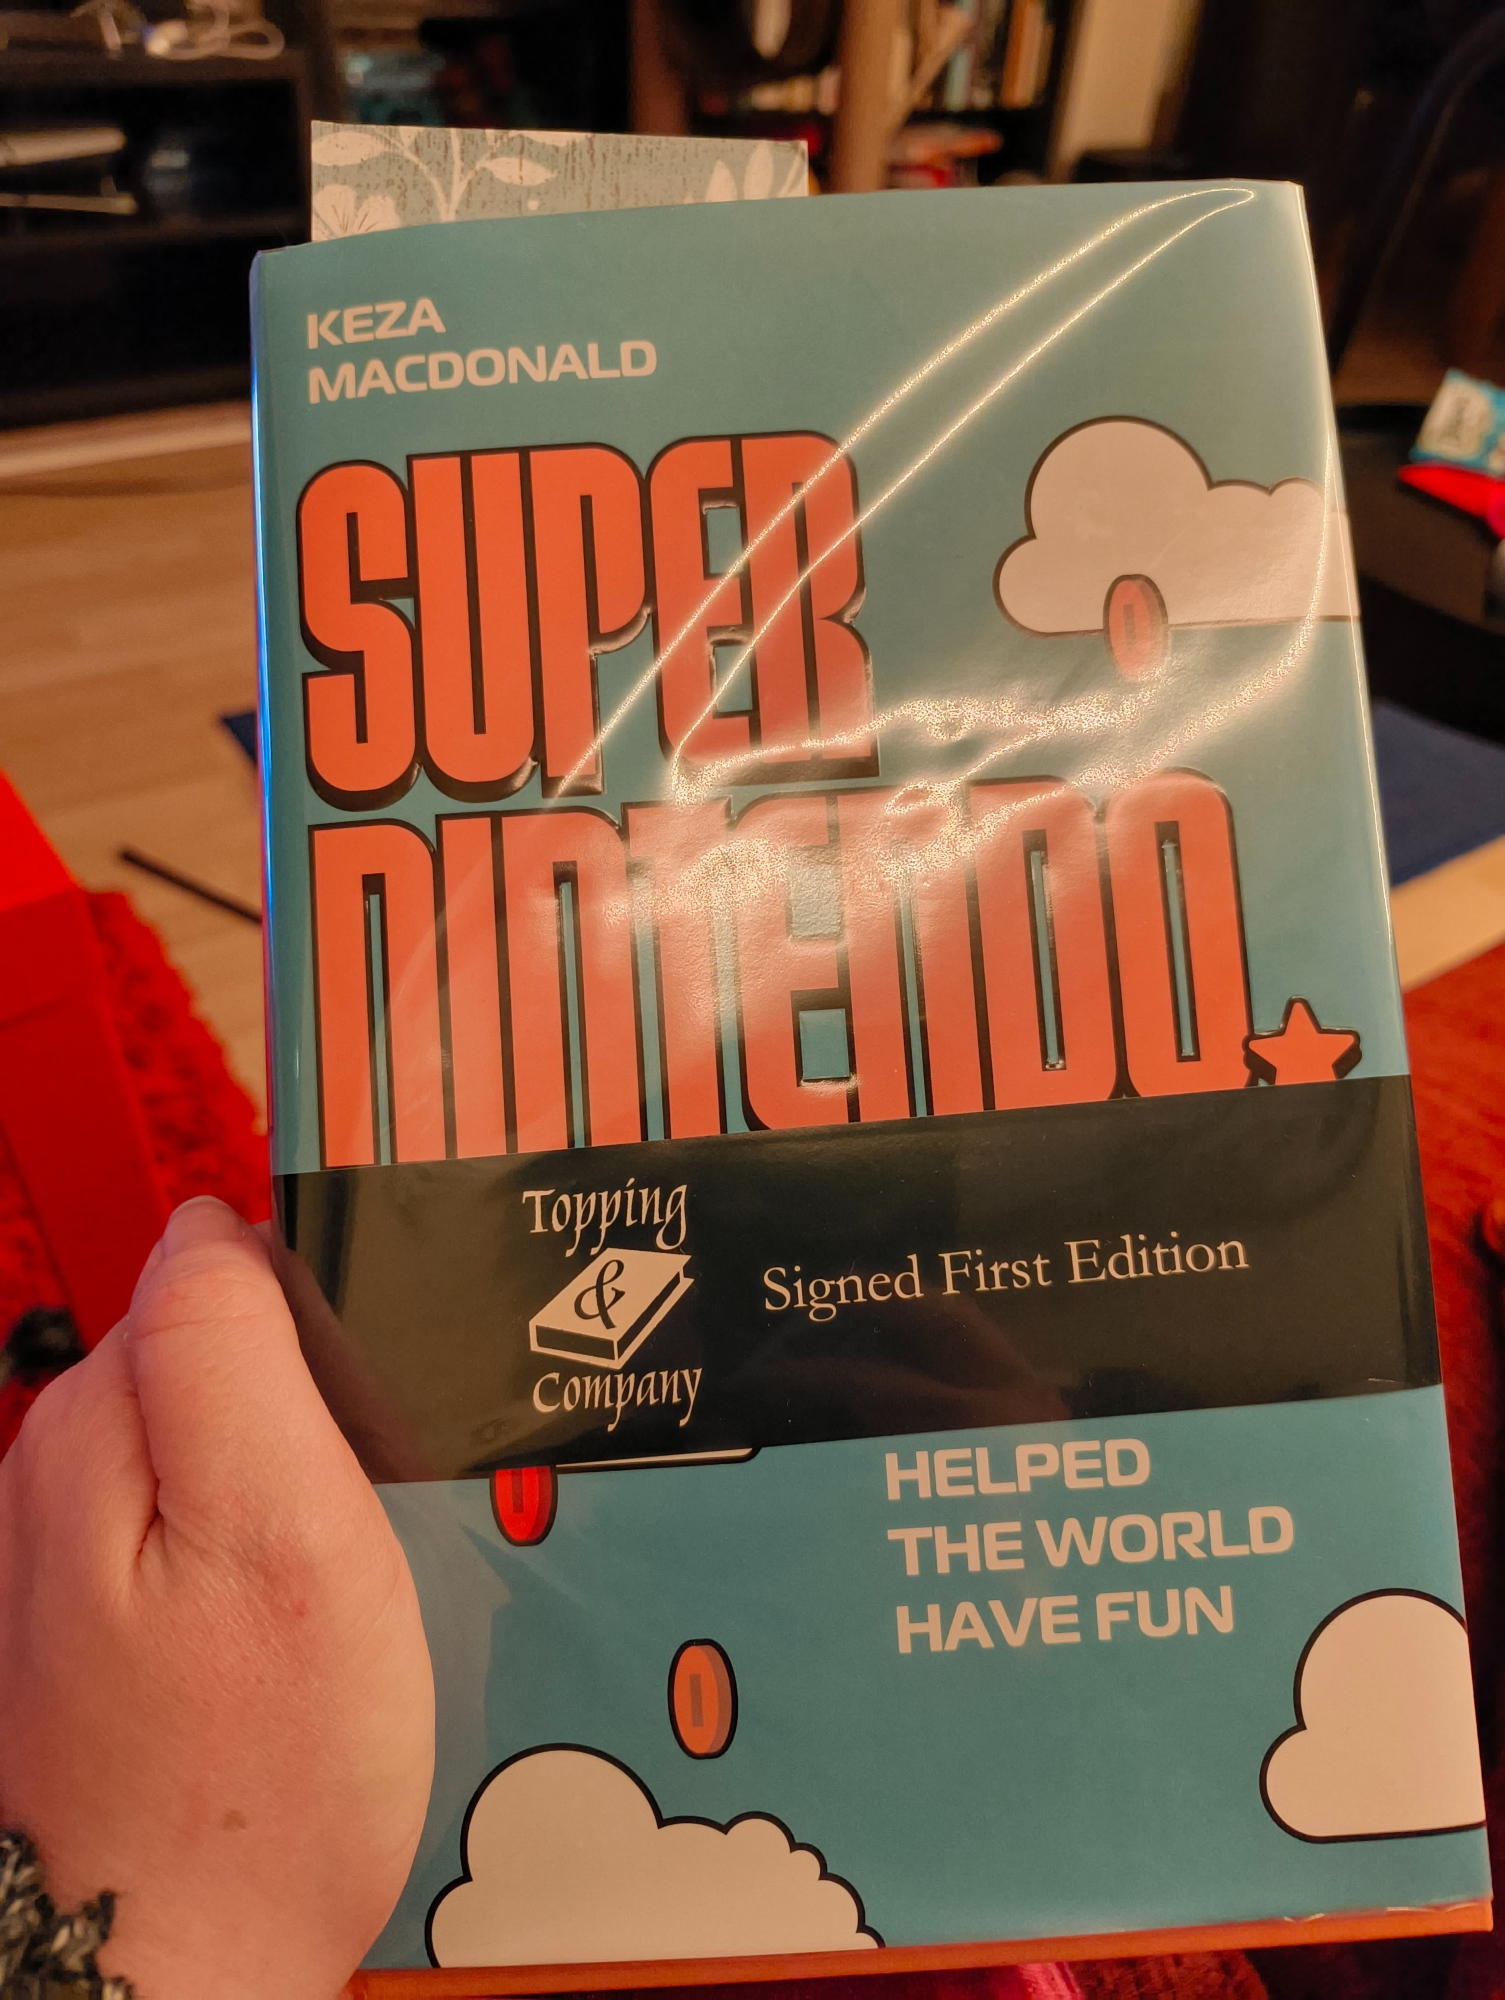 KEZA
MACDONALD
SUPER
NINTENDO
Topping
&
Company
Signed First Edition
HELPED
THE WORLD
HAVE FUN